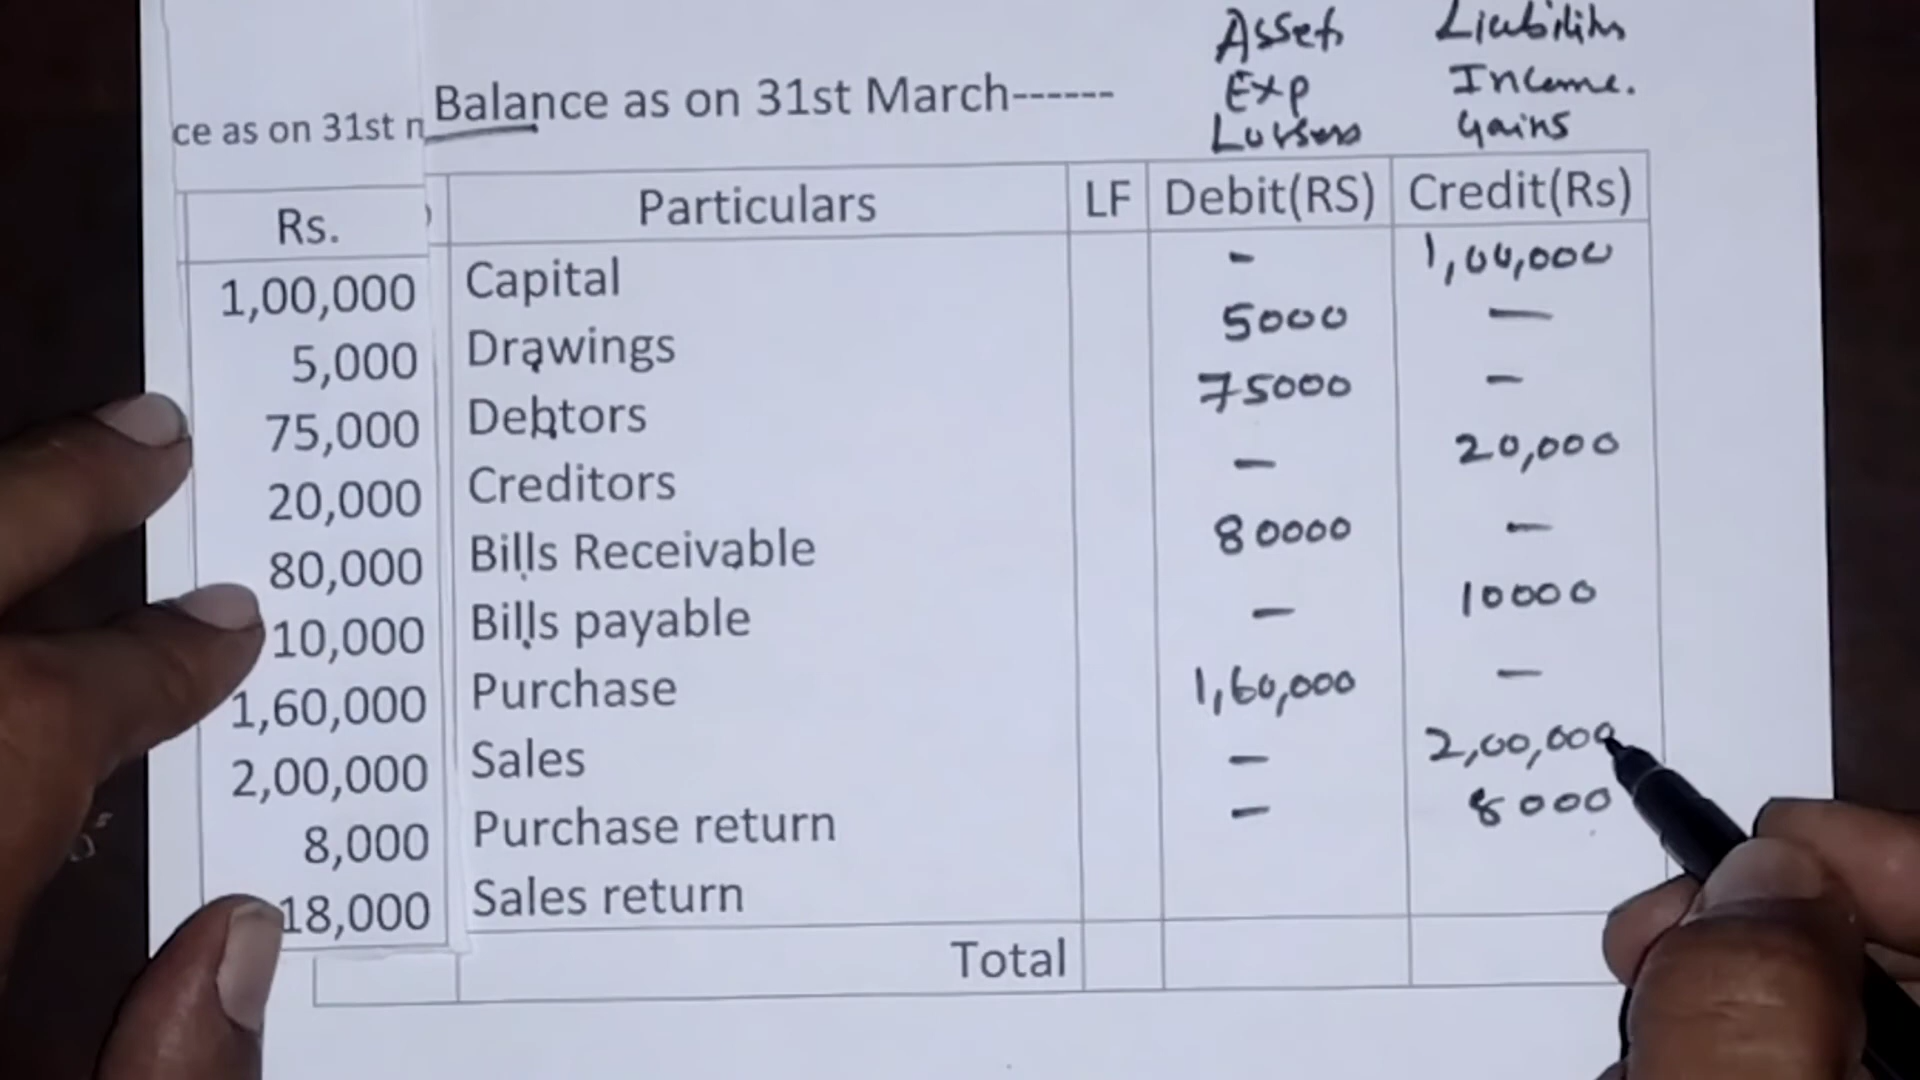 Assets Liabilities
Exp Income.
Balance as on 31st March------
ce as on 31st
Losses Gains
Rs. Particulars LF Debit(RS) Credit(Rs)
1,00,000 Capital - 1,00,000
5,000 Drawings 5000 —
75,000 Debtors 75000 -
20,000 Creditors - 20,000
80,000 Bills Receivable 80000 -
10,000 Bills payable - 10000
1,60,000 Purchase 1,60,000 -
2,00,000 Sales - 2,00,000
8,000 Purchase return - 8000
18,000 Sales return
Total